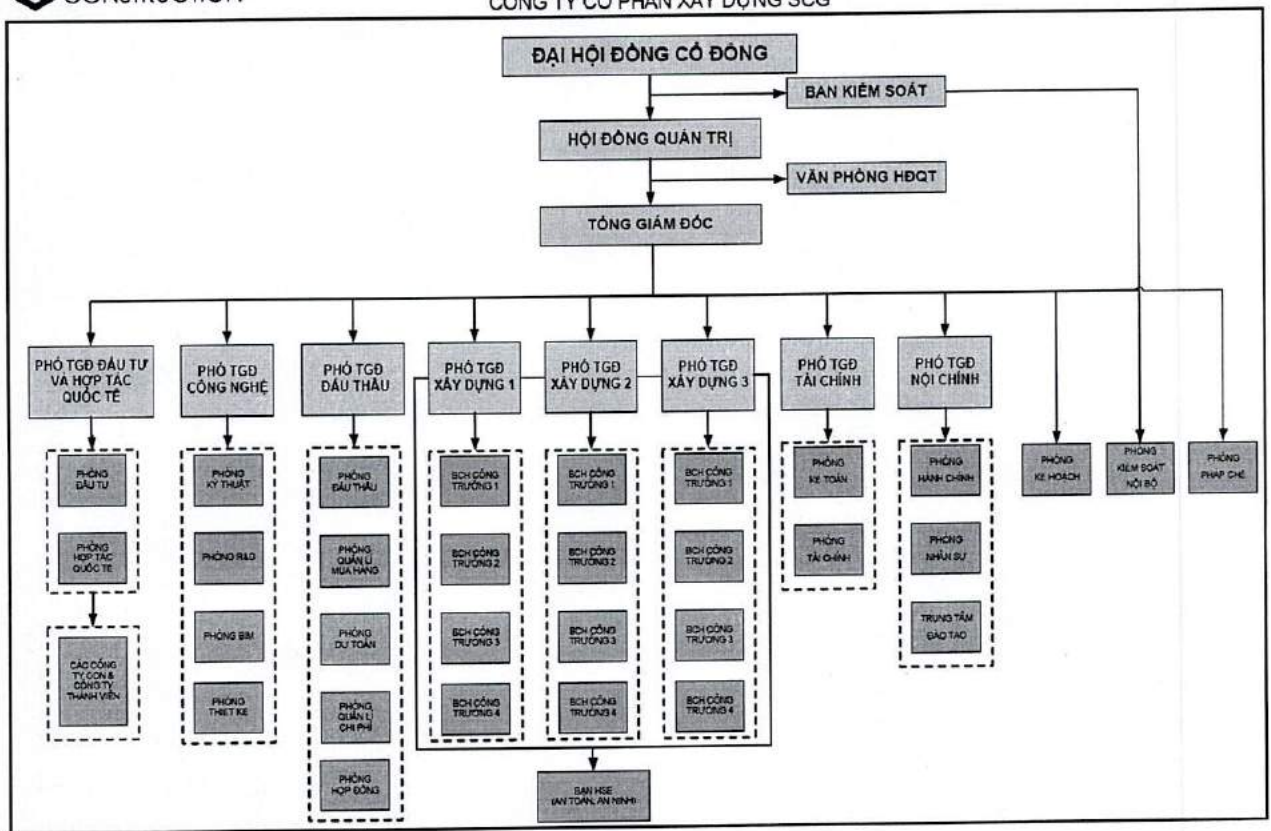 CONSTRUCTION
CÔNG TY CỔ PHẦN XÂY DỰNG SCG
ĐẠI HỘI ĐỒNG CỔ ĐÔNG
BAN KIỂM SOÁT
HỘI ĐỒNG QUẢN TRỊ
VĂN PHÒNG HĐQT
TỔNG GIÁM ĐỐC
PHÓ TGĐ ĐẦU TƯ
VÀ HỢP TÁC
QUỐC TẾ
PHÓ TGĐ
CÔNG NGHỆ
PHÓ TGĐ
ĐẤU THẦU
PHÓ TGĐ
XÂY DỰNG 1
PHÓ TGĐ
XÂY DỰNG 2
PHÓ TGĐ
XÂY DỰNG 3
PHÓ TGĐ
TÀI CHÍNH
PHÓ TGĐ
NỘI CHÍNH
PHÒNG
KẾ HOẠCH
PHÒNG
KIỂM SOÁT
NỘI BỘ
PHÒNG
PHÁP CHẾ
PHÒNG
ĐẦU TƯ
PHÒNG
HỢP TÁC
QUỐC TẾ
CÁC CÔNG
TY CON &
CÔNG TY
THÀNH VIÊN
PHÒNG
KỸ THUẬT
PHÒNG R&D
PHÒNG BIM
PHÒNG
THIẾT KẾ
PHÒNG
ĐẤU THẦU
PHÒNG
QUẢN LÍ
MUA HÀNG
PHÒNG
DỰ TOÁN
PHÒNG
QUẢN LÍ
CHI PHÍ
PHÒNG
HỢP ĐỒNG
BCH CÔNG
TRƯỜNG 1
BCH CÔNG
TRƯỜNG 2
BCH CÔNG
TRƯỜNG 3
BCH CÔNG
TRƯỜNG 4
BCH CÔNG
TRƯỜNG 1
BCH CÔNG
TRƯỜNG 2
BCH CÔNG
TRƯỜNG 3
BCH CÔNG
TRƯỜNG 4
BCH CÔNG
TRƯỜNG 1
BCH CÔNG
TRƯỜNG 2
BCH CÔNG
TRƯỜNG 3
BCH CÔNG
TRƯỜNG 4
PHÒNG
KẾ TOÁN
PHÒNG
TÀI CHÍNH
PHÒNG
HÀNH CHÍNH
PHÒNG
NHÂN SỰ
TRUNG TÂM
ĐÀO TẠO
BAN HSE
(AN TOÀN, AN NINH)